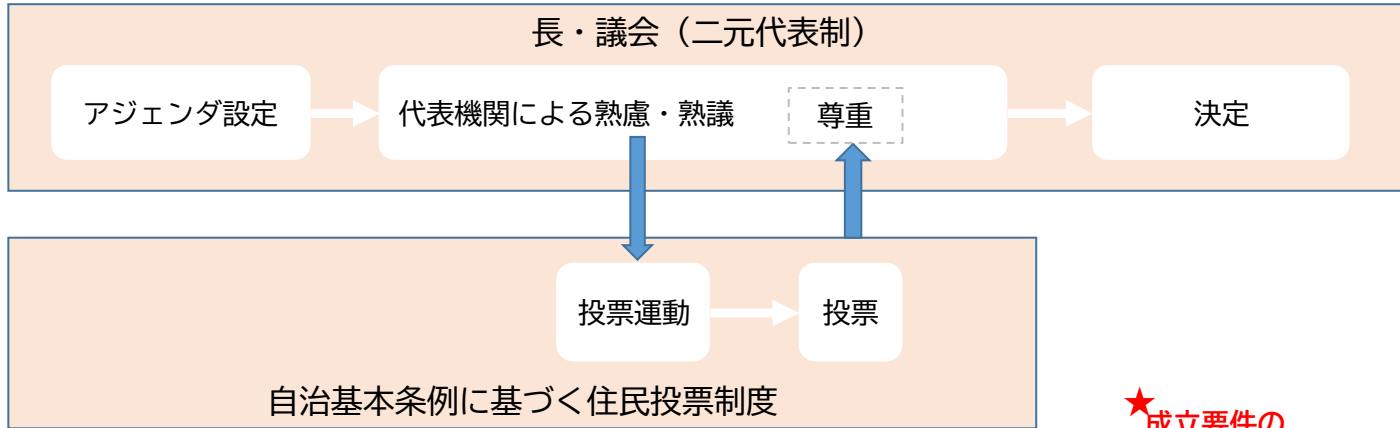 長・議会（二元代表制）
アジェンダ設定
代表機関による熟慮・熟議
尊重
決定
投票運動
投票
自治基本条例に基づく住民投票制度
★成立要件の